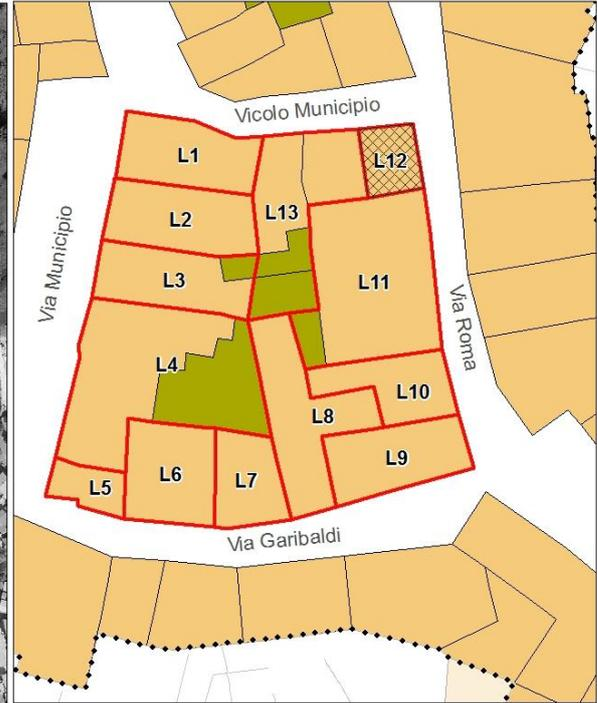 Vicolo Municipio
L1
L12
L2
L13
Via Municipio
L3
L11
Via Roma
L4
L10
L8
L9
L6
L7
L5
Via Garibaldi